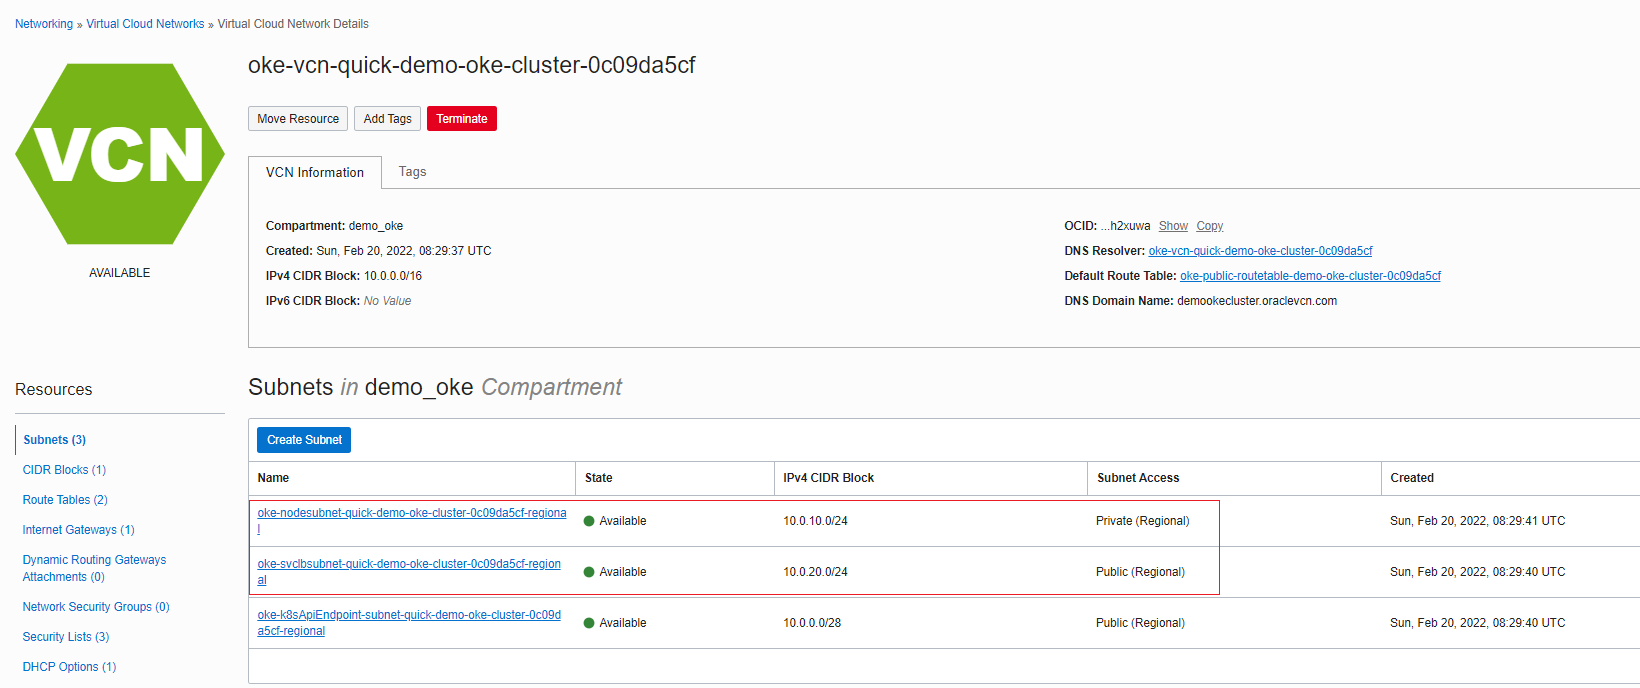 Networking » Virtual Cloud Networks » Virtual Cloud Network Details
VCN
AVAILABLE
oke-vcn-quick-demo-oke-cluster-0c09da5cf
Move Resource Add Tags Terminate
VCN Information Tags
Compartment: demo_oke
Created: Sun, Feb 20, 2022, 08:29:37 UTC
IPv4 CIDR Block: 10.0.0.0/16
IPv6 CIDR Block: No Value
OCID: ...h2xuwa Show Copy
DNS Resolver: oke-vcn-quick-demo-oke-cluster-0c09da5cf
Default Route Table: oke-public-routetable-demo-oke-cluster-0c09da5cf
DNS Domain Name: demookecluster.oraclevcn.com
Resources
Subnets (3)
CIDR Blocks (1)
Route Tables (2)
Internet Gateways (1)
Dynamic Routing Gateways
Attachments (0)
Network Security Groups (0)
Security Lists (3)
DHCP Options (1)
Subnets in demo_oke Compartment
Create Subnet
Name State IPv4 CIDR Block Subnet Access Created
oke-nodesubnet-quick-demo-oke-cluster-0c09da5cf-regiona
l
Available 10.0.10.0/24 Private (Regional) Sun, Feb 20, 2022, 08:29:41 UTC
oke-svclbsubnet-quick-demo-oke-cluster-0c09da5cf-region
al
Available 10.0.20.0/24 Public (Regional) Sun, Feb 20, 2022, 08:29:40 UTC
oke-k8sApiEndpoint-subnet-quick-demo-oke-cluster-0c09d
a5cf-regional
Available 10.0.0.0/28 Public (Regional) Sun, Feb 20, 2022, 08:29:40 UTC